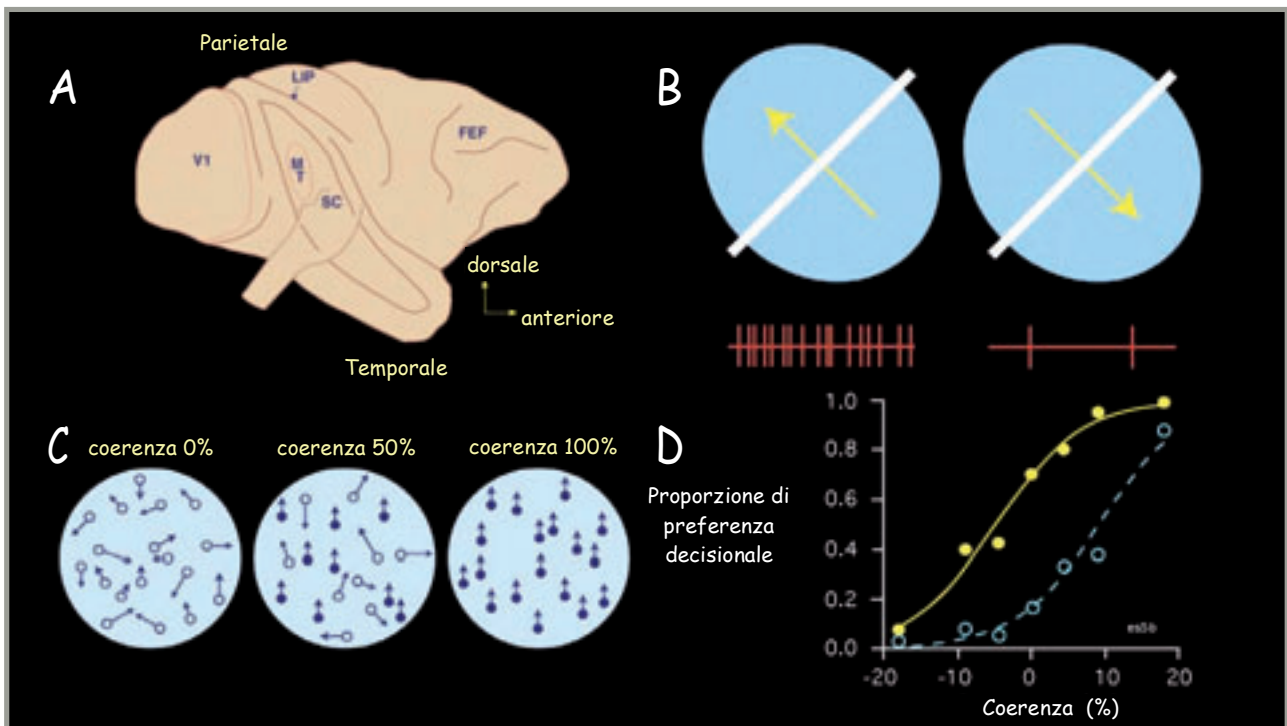 A
Parietale
LIP
V1
M
T
SC
FEF
dorsale
anteriore
Temporale
B
C
coerenza 0%
coerenza 50%
coerenza 100%
D
Proporzione di
preferenza
decisionale
1.0
0.8
0.6
0.4
0.2
0.0
-20
-10
0
10
20
Coerenza (%)